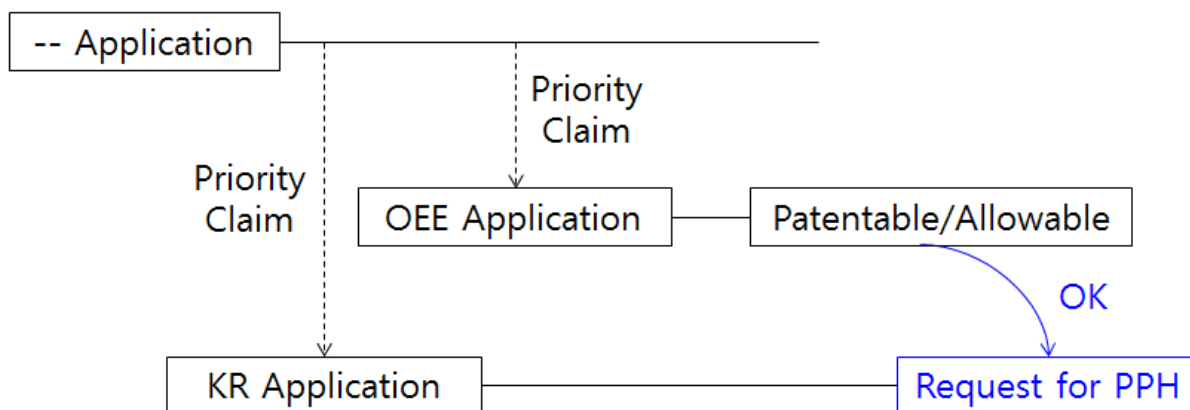 -- Application
Priority
Claim
Priority
Claim
OEE Application
Patentable/Allowable
OK
KR Application
Request for PPH